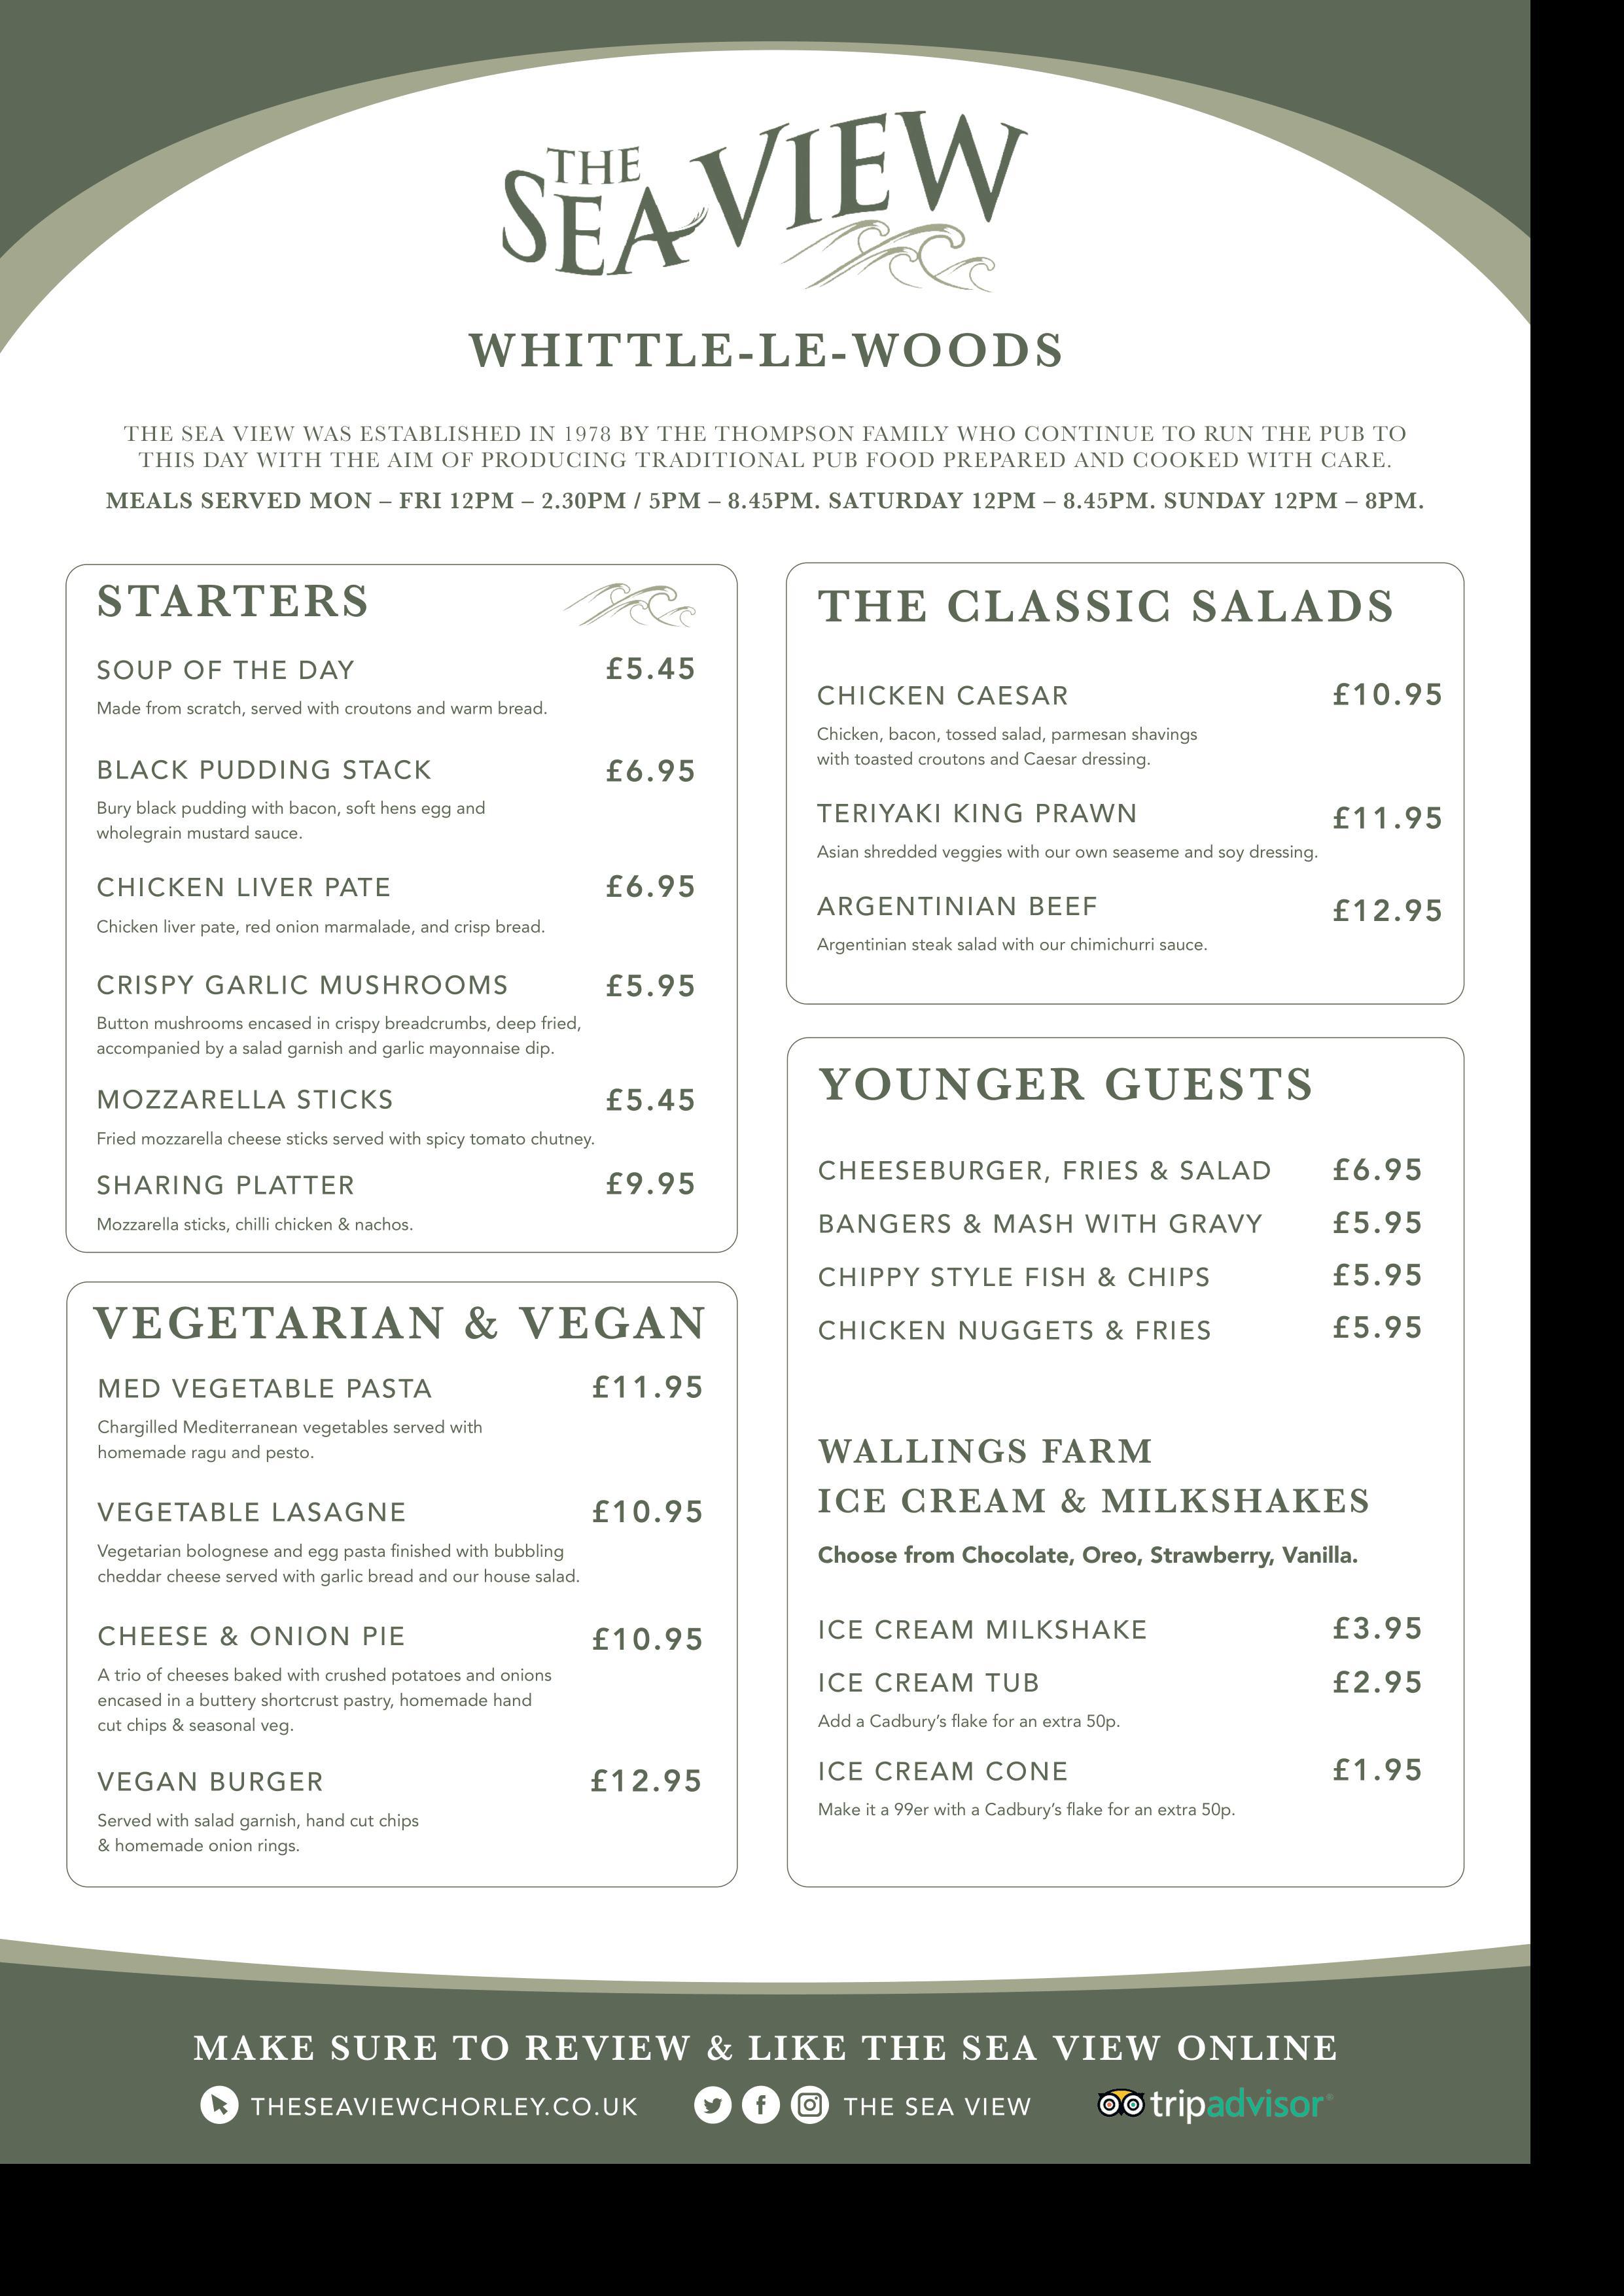 THE
SEA VIEW
WHITTLE-LE-WOODS
THE SEA VIEW WAS ESTABLISHED IN 1978 BY THE THOMPSON FAMILY WHO CONTINUE TO RUN THE PUB TO
THIS DAY WITH THE AIM OF PRODUCING TRADITIONAL PUB FOOD PREPARED AND COOKED WITH CARE.
MEALS SERVED MON – FRI 12PM – 2.30PM / 5PM – 8.45PM. SATURDAY 12PM – 8.45PM. SUNDAY 12PM – 8PM.
STARTERS
SOUP OF THE DAY £5.45
Made from scratch, served with croutons and warm bread.
BLACK PUDDING STACK £6.95
Bury black pudding with bacon, soft hens egg and
wholegrain mustard sauce.
CHICKEN LIVER PATE £6.95
Chicken liver pate, red onion marmalade, and crisp bread.
CRISPY GARLIC MUSHROOMS £5.95
Button mushrooms encased in crispy breadcrumbs, deep fried,
accompanied by a salad garnish and garlic mayonnaise dip.
MOZZARELLA STICKS £5.45
Fried mozzarella cheese sticks served with spicy tomato chutney.
SHARING PLATTER £9.95
Mozzarella sticks, chilli chicken & nachos.
VEGETARIAN & VEGAN
MED VEGETABLE PASTA £11.95
Chargilled Mediterranean vegetables served with
homemade ragu and pesto.
VEGETABLE LASAGNE £10.95
Vegetarian bolognese and egg pasta finished with bubbling
cheddar cheese served with garlic bread and our house salad.
CHEESE & ONION PIE £10.95
A trio of cheeses baked with crushed potatoes and onions
encased in a buttery shortcrust pastry, homemade hand
cut chips & seasonal veg.
VEGAN BURGER £12.95
Served with salad garnish, hand cut chips
& homemade onion rings.
THE CLASSIC SALADS
CHICKEN CAESAR £10.95
Chicken, bacon, tossed salad, parmesan shavings
with toasted croutons and Caesar dressing.
TERIYAKI KING PRAWN £11.95
Asian shredded veggies with our own seaseme and soy dressing.
ARGENTINIAN BEEF £12.95
Argentinian steak salad with our chimichurri sauce.
YOUNGER GUESTS
CHEESEBURGER, FRIES & SALAD £6.95
BANGERS & MASH WITH GRAVY £5.95
CHIPPY STYLE FISH & CHIPS £5.95
CHICKEN NUGGETS & FRIES £5.95
WALLINGS FARM
ICE CREAM & MILKSHAKES
Choose from Chocolate, Oreo, Strawberry, Vanilla.
ICE CREAM MILKSHAKE £3.95
ICE CREAM TUB £2.95
Add a Cadbury’s flake for an extra 50p.
ICE CREAM CONE £1.95
Make it a 99er with a Cadbury’s flake for an extra 50p.
MAKE SURE TO REVIEW & LIKE THE SEA VIEW ONLINE
THESEAVIEWCHORLEY.CO.UK THE SEA VIEW tripadvisor®